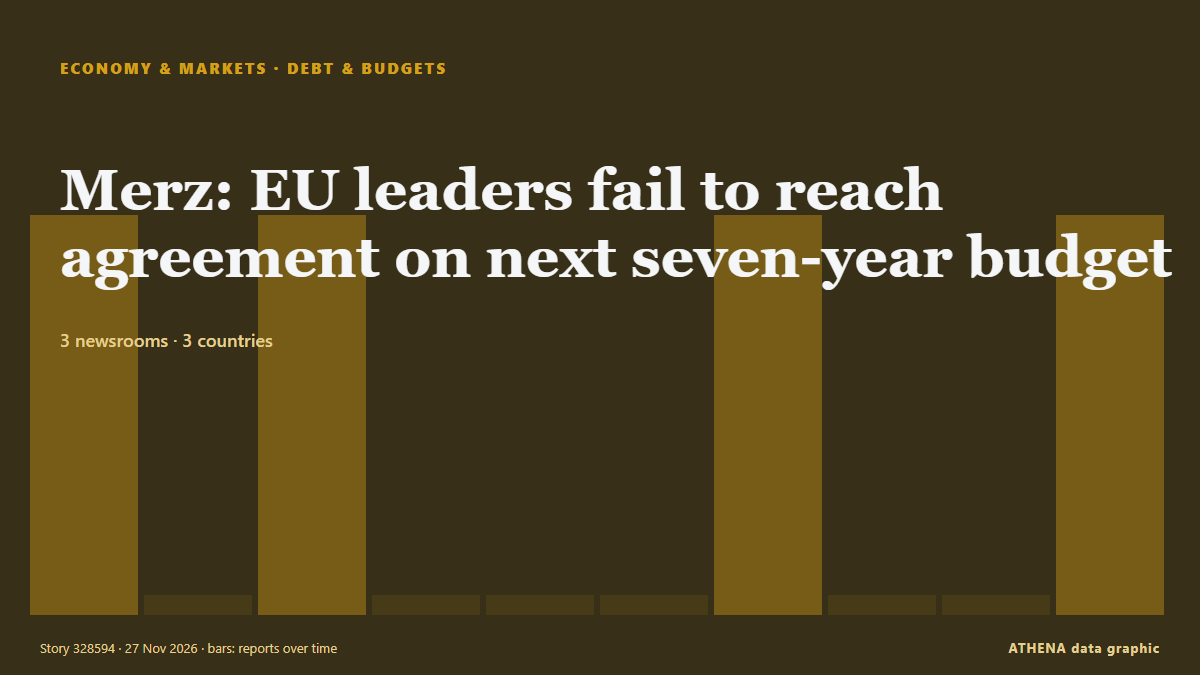 ECONOMY & MARKETS · DEBT & BUDGETS
Merz: EU leaders fail to reach
agreement on next seven-year budget
3 newsrooms · 3 countries
Story 328594 · 27 Nov 2026 · bars: reports over time
ATHENA data graphic